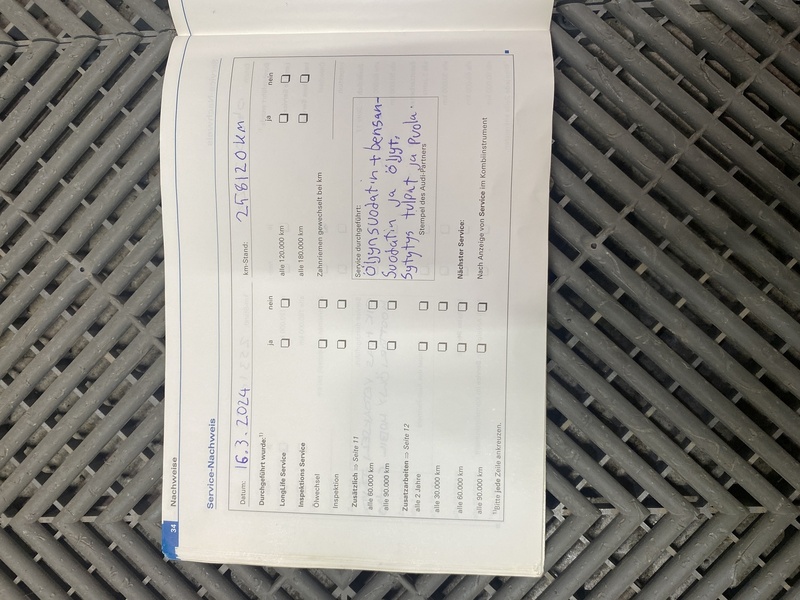 34 Nachweise
Service-Nachweis
Datum: 16.3.2024 km-Stand: 258120 km
Durchgeführt wurde:1) ja nein ja nein
LongLife Service alle 120.000 km
Inspektions Service alle 180.000 km
Ölwechsel Zahnriemen gewechselt bei km
Inspektion
Zusätzlich ⇒ Seite 11
alle 60.000 km
alle 90.000 km
Zusatzarbeiten ⇒ Seite 12
alle 2 Jahre
alle 30.000 km
alle 60.000 km
alle 90.000 km
Service durchgeführt:
Öljynsuodatin + bensan-
Suodatin ja öljyt,
Sytytys tulpat ja Puola.
Stempel des Audi-Partners
Nächster Service:
Nach Anzeige von Service im Kombiinstrument
1) Bitte jede Zeile ankreuzen.